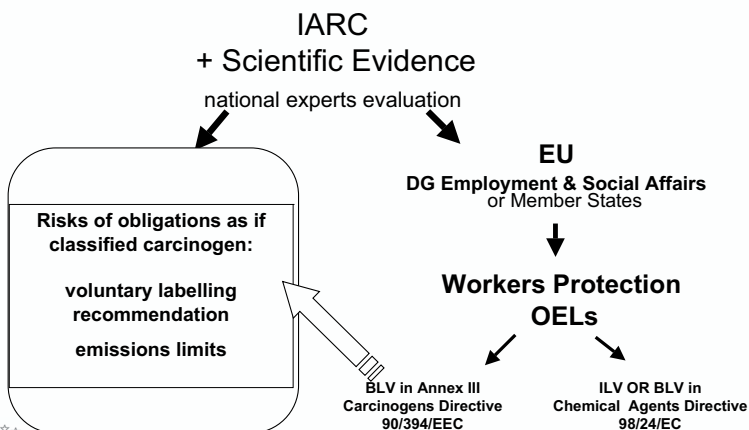 IARC
+ Scientific Evidence
national experts evaluation
EU
DG Employment & Social Affairs
or Member States
Risks of obligations as if
classified carcinogen:
voluntary labelling
recommendation
emissions limits
Workers Protection
OELs
BLV in Annex III
Carcinogens Directive
90/394/EEC
ILV OR BLV in
Chemical Agents Directive
98/24/EC